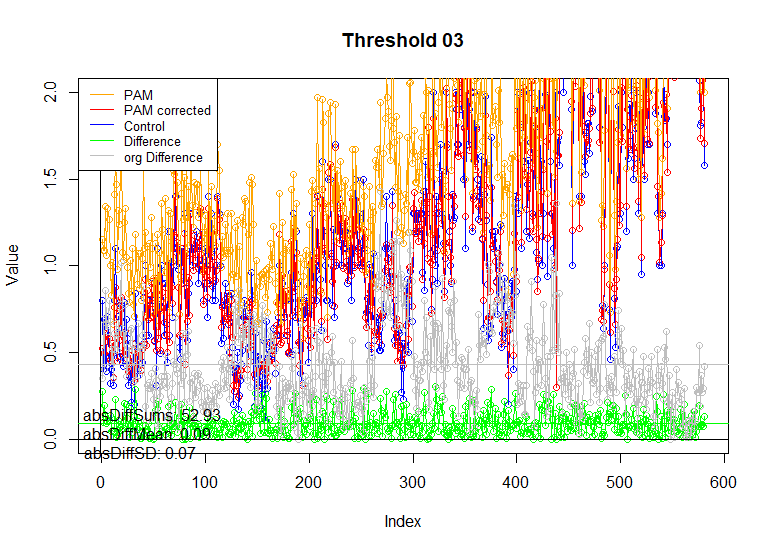 Threshold 03
PAM
PAM corrected
Control
Difference
org Difference
Value
2.0
1.5
1.0
0.5
0.0
absDiffSums: 52.93
absDiffMean: 0.09
absDiffSD: 0.07
0 100 200 300 400 500 600
Index